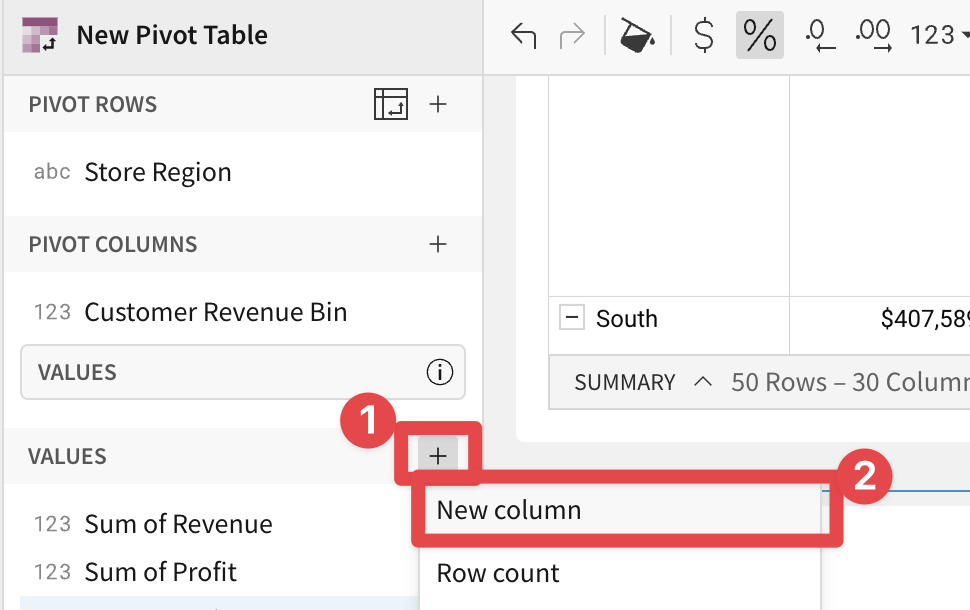 New Pivot Table
$ % .0 .00 123
PIVOT ROWS
abc Store Region
PIVOT COLUMNS
123 Customer Revenue Bin
VALUES
1
VALUES
123 Sum of Revenue
123 Sum of Profit
2
New column
Row count
South $407,589
SUMMARY 50 Rows – 30 Column